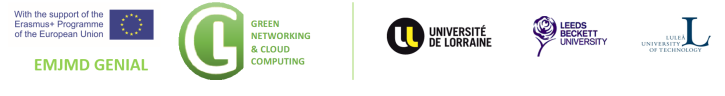 With the support of the
Erasmus+ Programme
of the European Union
EMJMD GENIAL
GREEN
NETWORKING
& CLOUD
COMPUTING
UNIVERSITÉ
DE LORRAINE
LEEDS
BECKETT
UNIVERSITY
LULEÅ
UNIVERSITY
OF TECHNOLOGY